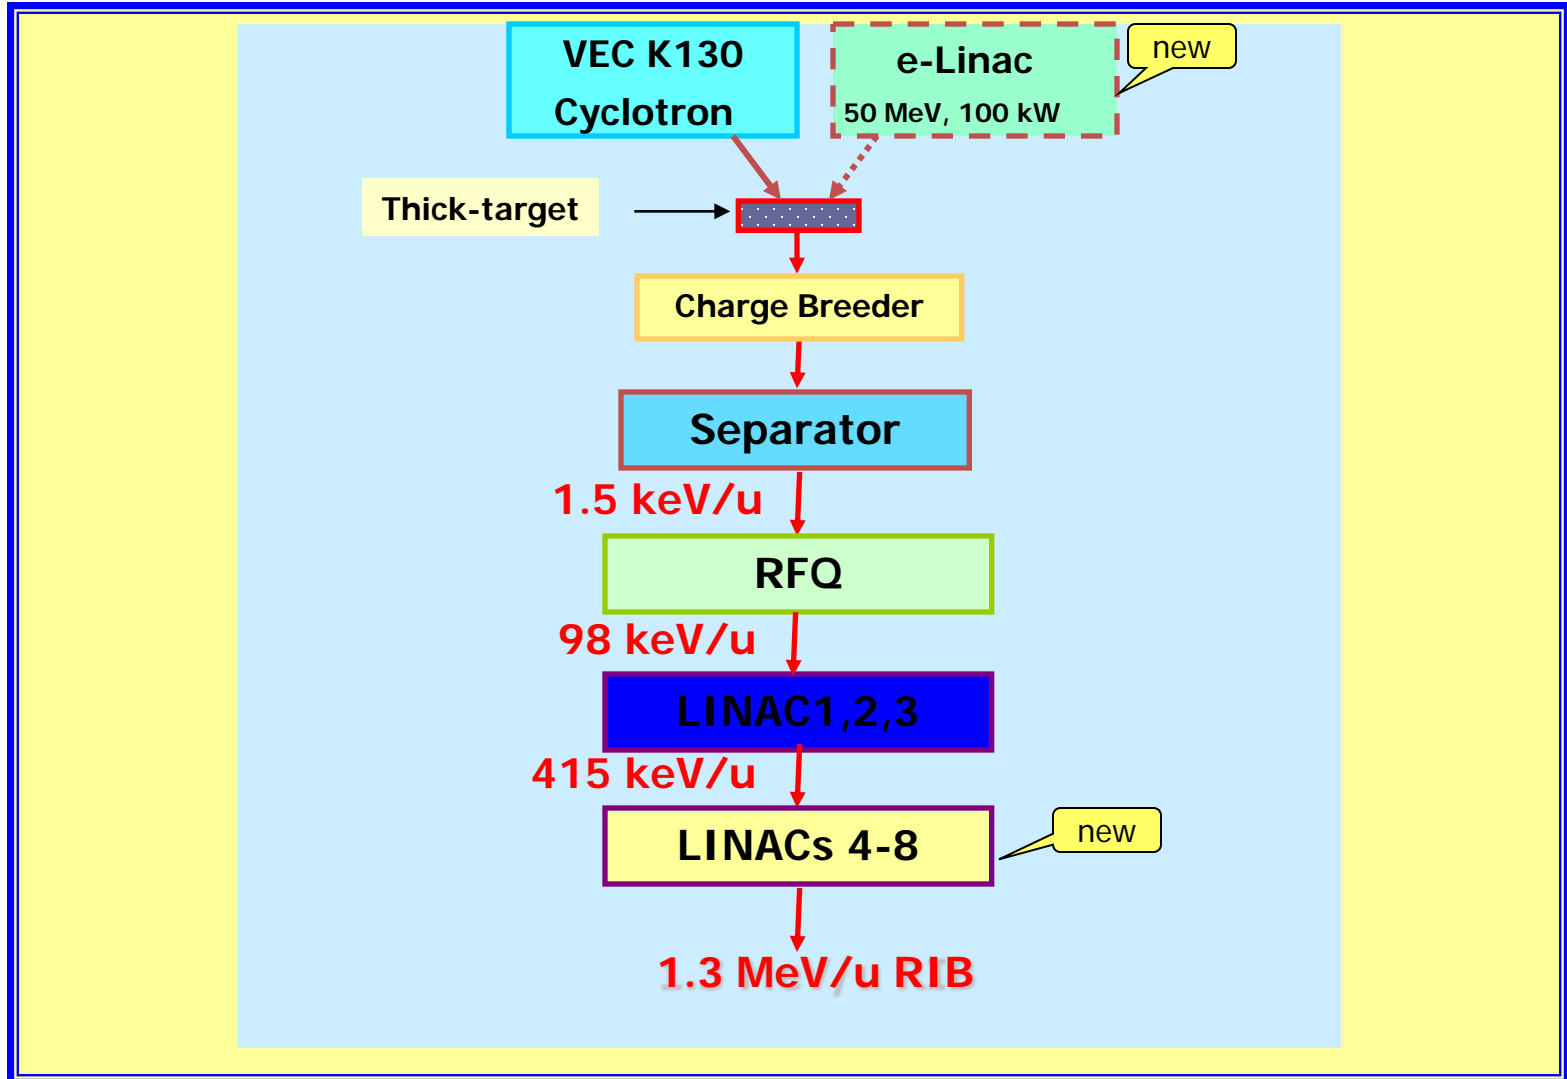 VEC K130
Cyclotron
e-Linac
50 MeV, 100 kW
new
Thick-target
Charge Breeder
Separator
1.5 keV/u
RFQ
98 keV/u
LINAC1,2,3
415 keV/u
LINACs 4-8
new
1.3 MeV/u RIB